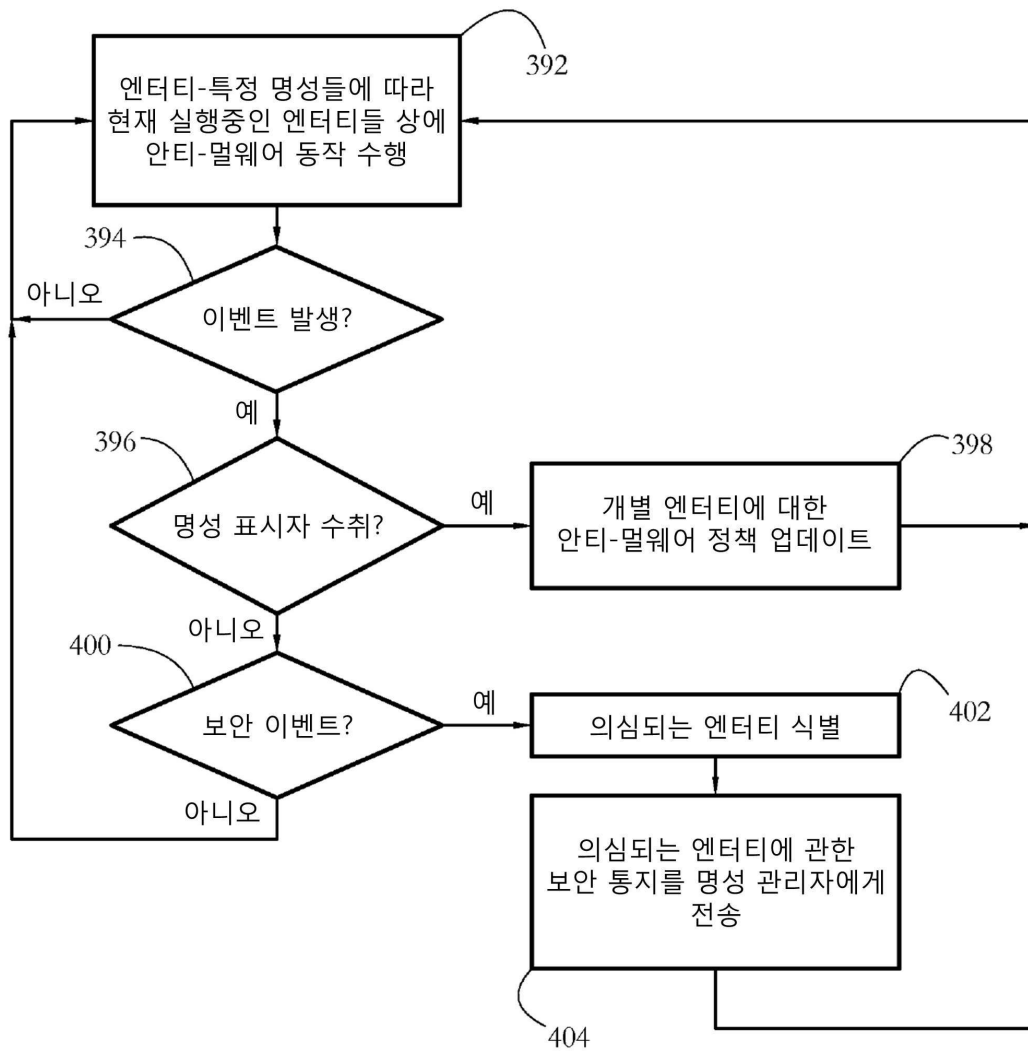 392
엔터티-특정 명성들에 따라
현재 실행중인 엔터티들 상에
안티-멀웨어 동작 수행
394
아니오
이벤트 발생?
예
396
398
명성 표시자 수취?
예
개별 엔터티에 대한
안티-멀웨어 정책 업데이트
아니오
400
402
보안 이벤트?
예
의심되는 엔터티 식별
아니오
의심되는 엔터티에 관한
보안 통지를 명성 관리자에게
전송
404